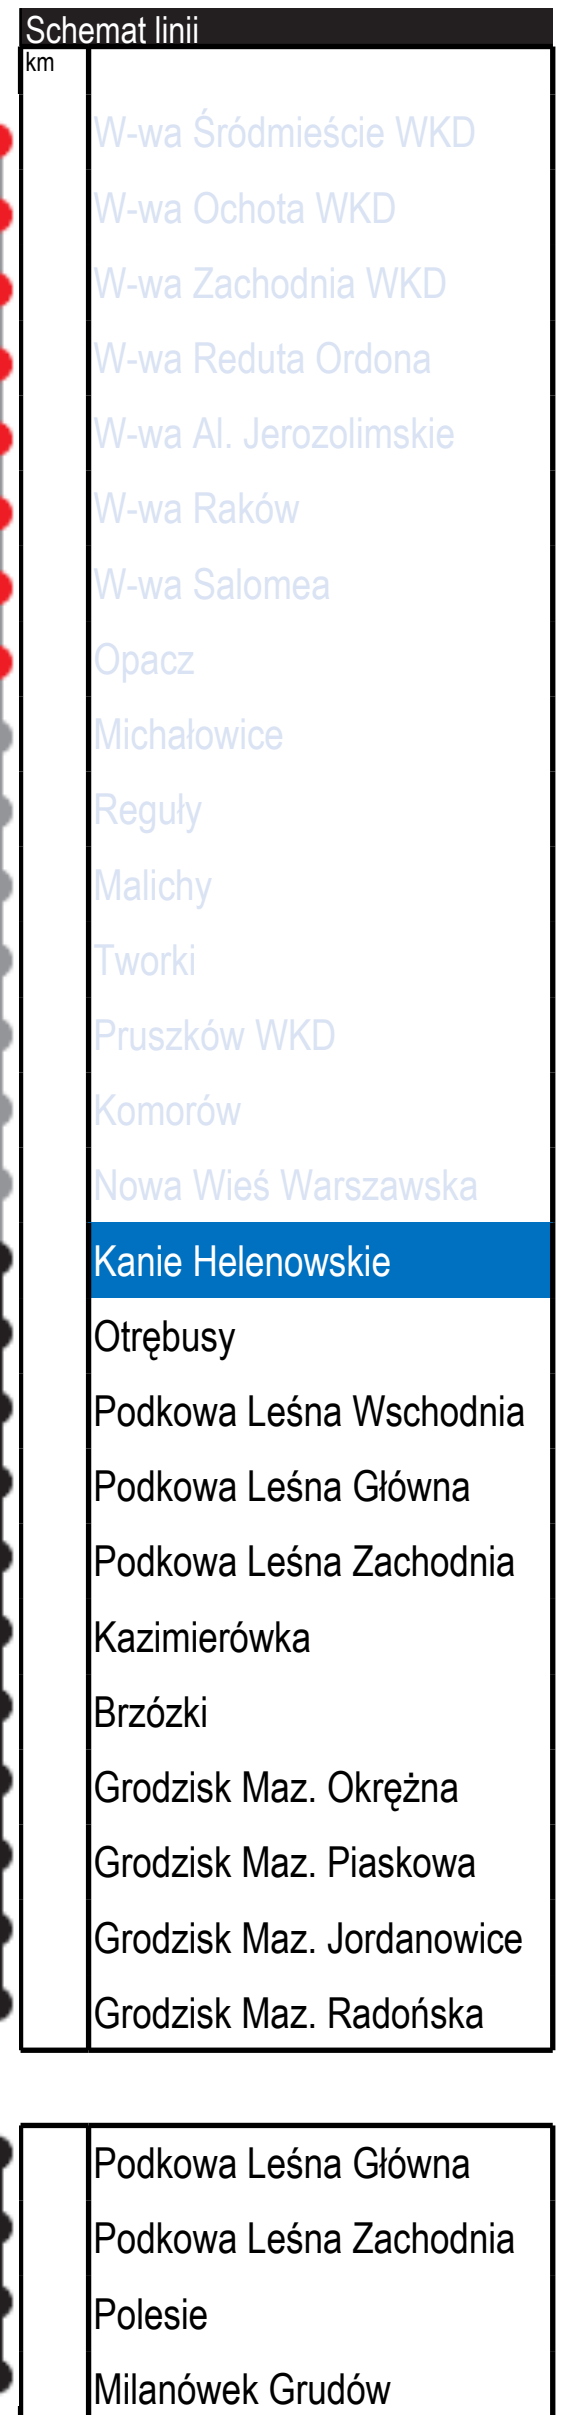 Schemat linii
km
W-wa Śródmieście WKD
W-wa Ochota WKD
W-wa Zachodnia WKD
W-wa Reduta Ordona
W-wa Al. Jerozolimskie
W-wa Raków
W-wa Salomea
Opacz
Michałowice
Reguły
Malichy
Tworki
Pruszków WKD
Komorów
Nowa Wieś Warszawska
Kanie Helenowskie
Otrębusy
Podkowa Leśna Wschodnia
Podkowa Leśna Główna
Podkowa Leśna Zachodnia
Kazimierówka
Brzózki
Grodzisk Maz. Okrężna
Grodzisk Maz. Piaskowa
Grodzisk Maz. Jordanowice
Grodzisk Maz. Radońska
Podkowa Leśna Główna
Podkowa Leśna Zachodnia
Polesie
Milanówek Grudów